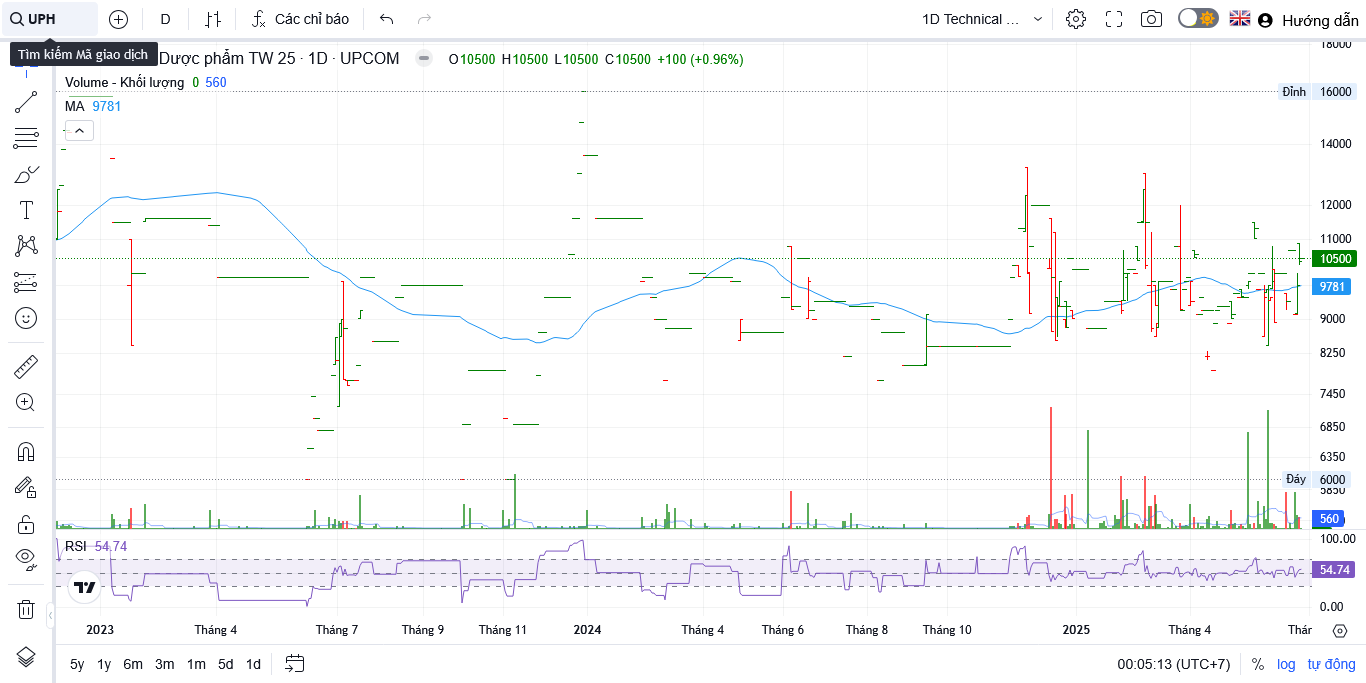 UPH
D
Các chỉ báo
1D Technical ...
Hướng dẫn
Tìm kiếm Mã giao dịch
Dược phẩm TW 25 · 1D · UPCOM
O10500 H10500 L10500 C10500 +100 (+0.96%)
Volume - Khối lượng 0 560
MA 9781
18000
Đỉnh 16000
14000
12000
11000
10500
9781
9000
8250
7450
6850
6350
Đáy 6000
5850
560
RSI 54.74
100.00
54.74
0.00
2023 Tháng 4 Tháng 7 Tháng 9 Tháng 11 2024 Tháng 4 Tháng 6 Tháng 8 Tháng 10 2025 Tháng 4 Thár
5y 1y 6m 3m 1m 5d 1d
00:05:13 (UTC+7) % log tự động